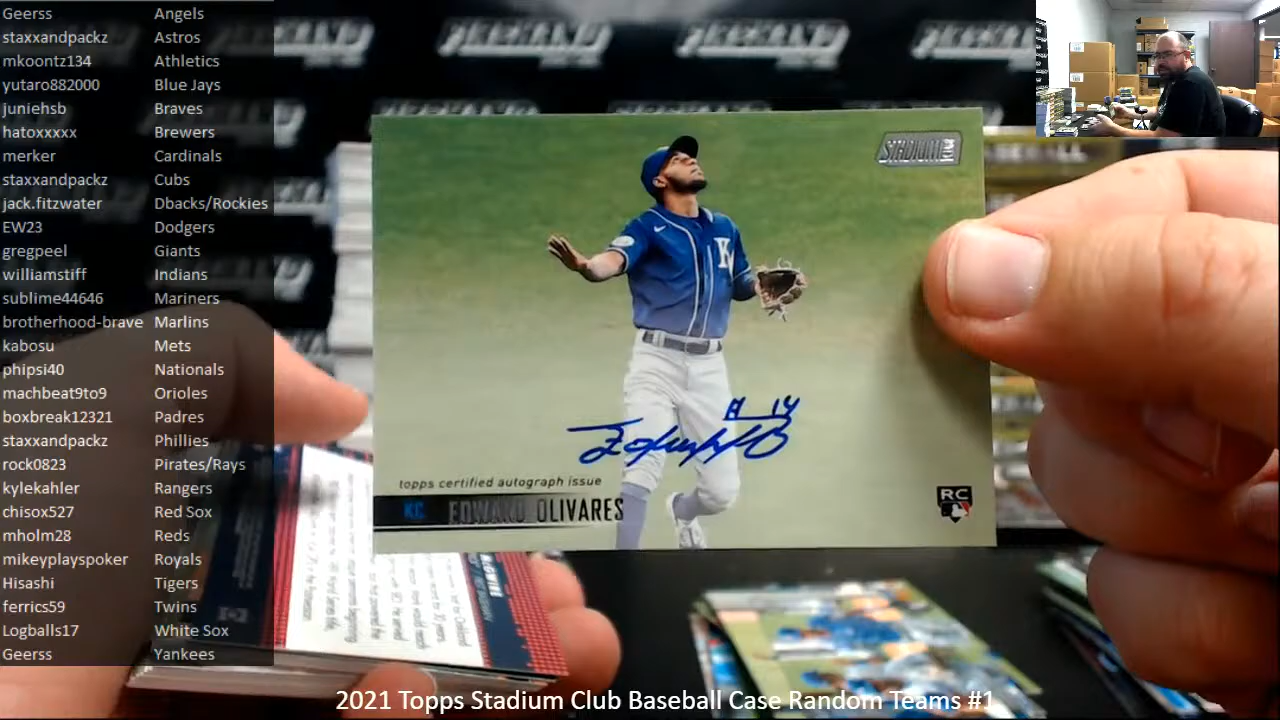 Geerss Angels
staxxandpackz Astros
mkoontz134 Athletics
yutaro882000 Blue Jays
juniehsb Braves
hatoxxxxx Brewers
merker Cardinals
staxxandpackz Cubs
jack.fitzwater Dbacks/Rockies
EW23 Dodgers
gregpeel Giants
williamstiff Indians
sublime44646 Mariners
brotherhood-brave Marlins
kabosu Mets
phipsi40 Nationals
machbeat9to9 Orioles
boxbreak12321 Padres
staxxandpackz Phillies
rock0823 Pirates/Rays
kylekahler Rangers
chisox527 Red Sox
mholm28 Reds
mikeyplayspoker Royals
Hisashi Tigers
ferrics59 Twins
Logballs17 White Sox
Geerss Yankees
STADIUM
KC
#14
topps certified autograph issue
KC EDWARD OLIVARES
RC
2021 Topps Stadium Club Baseball Case Random Teams #1